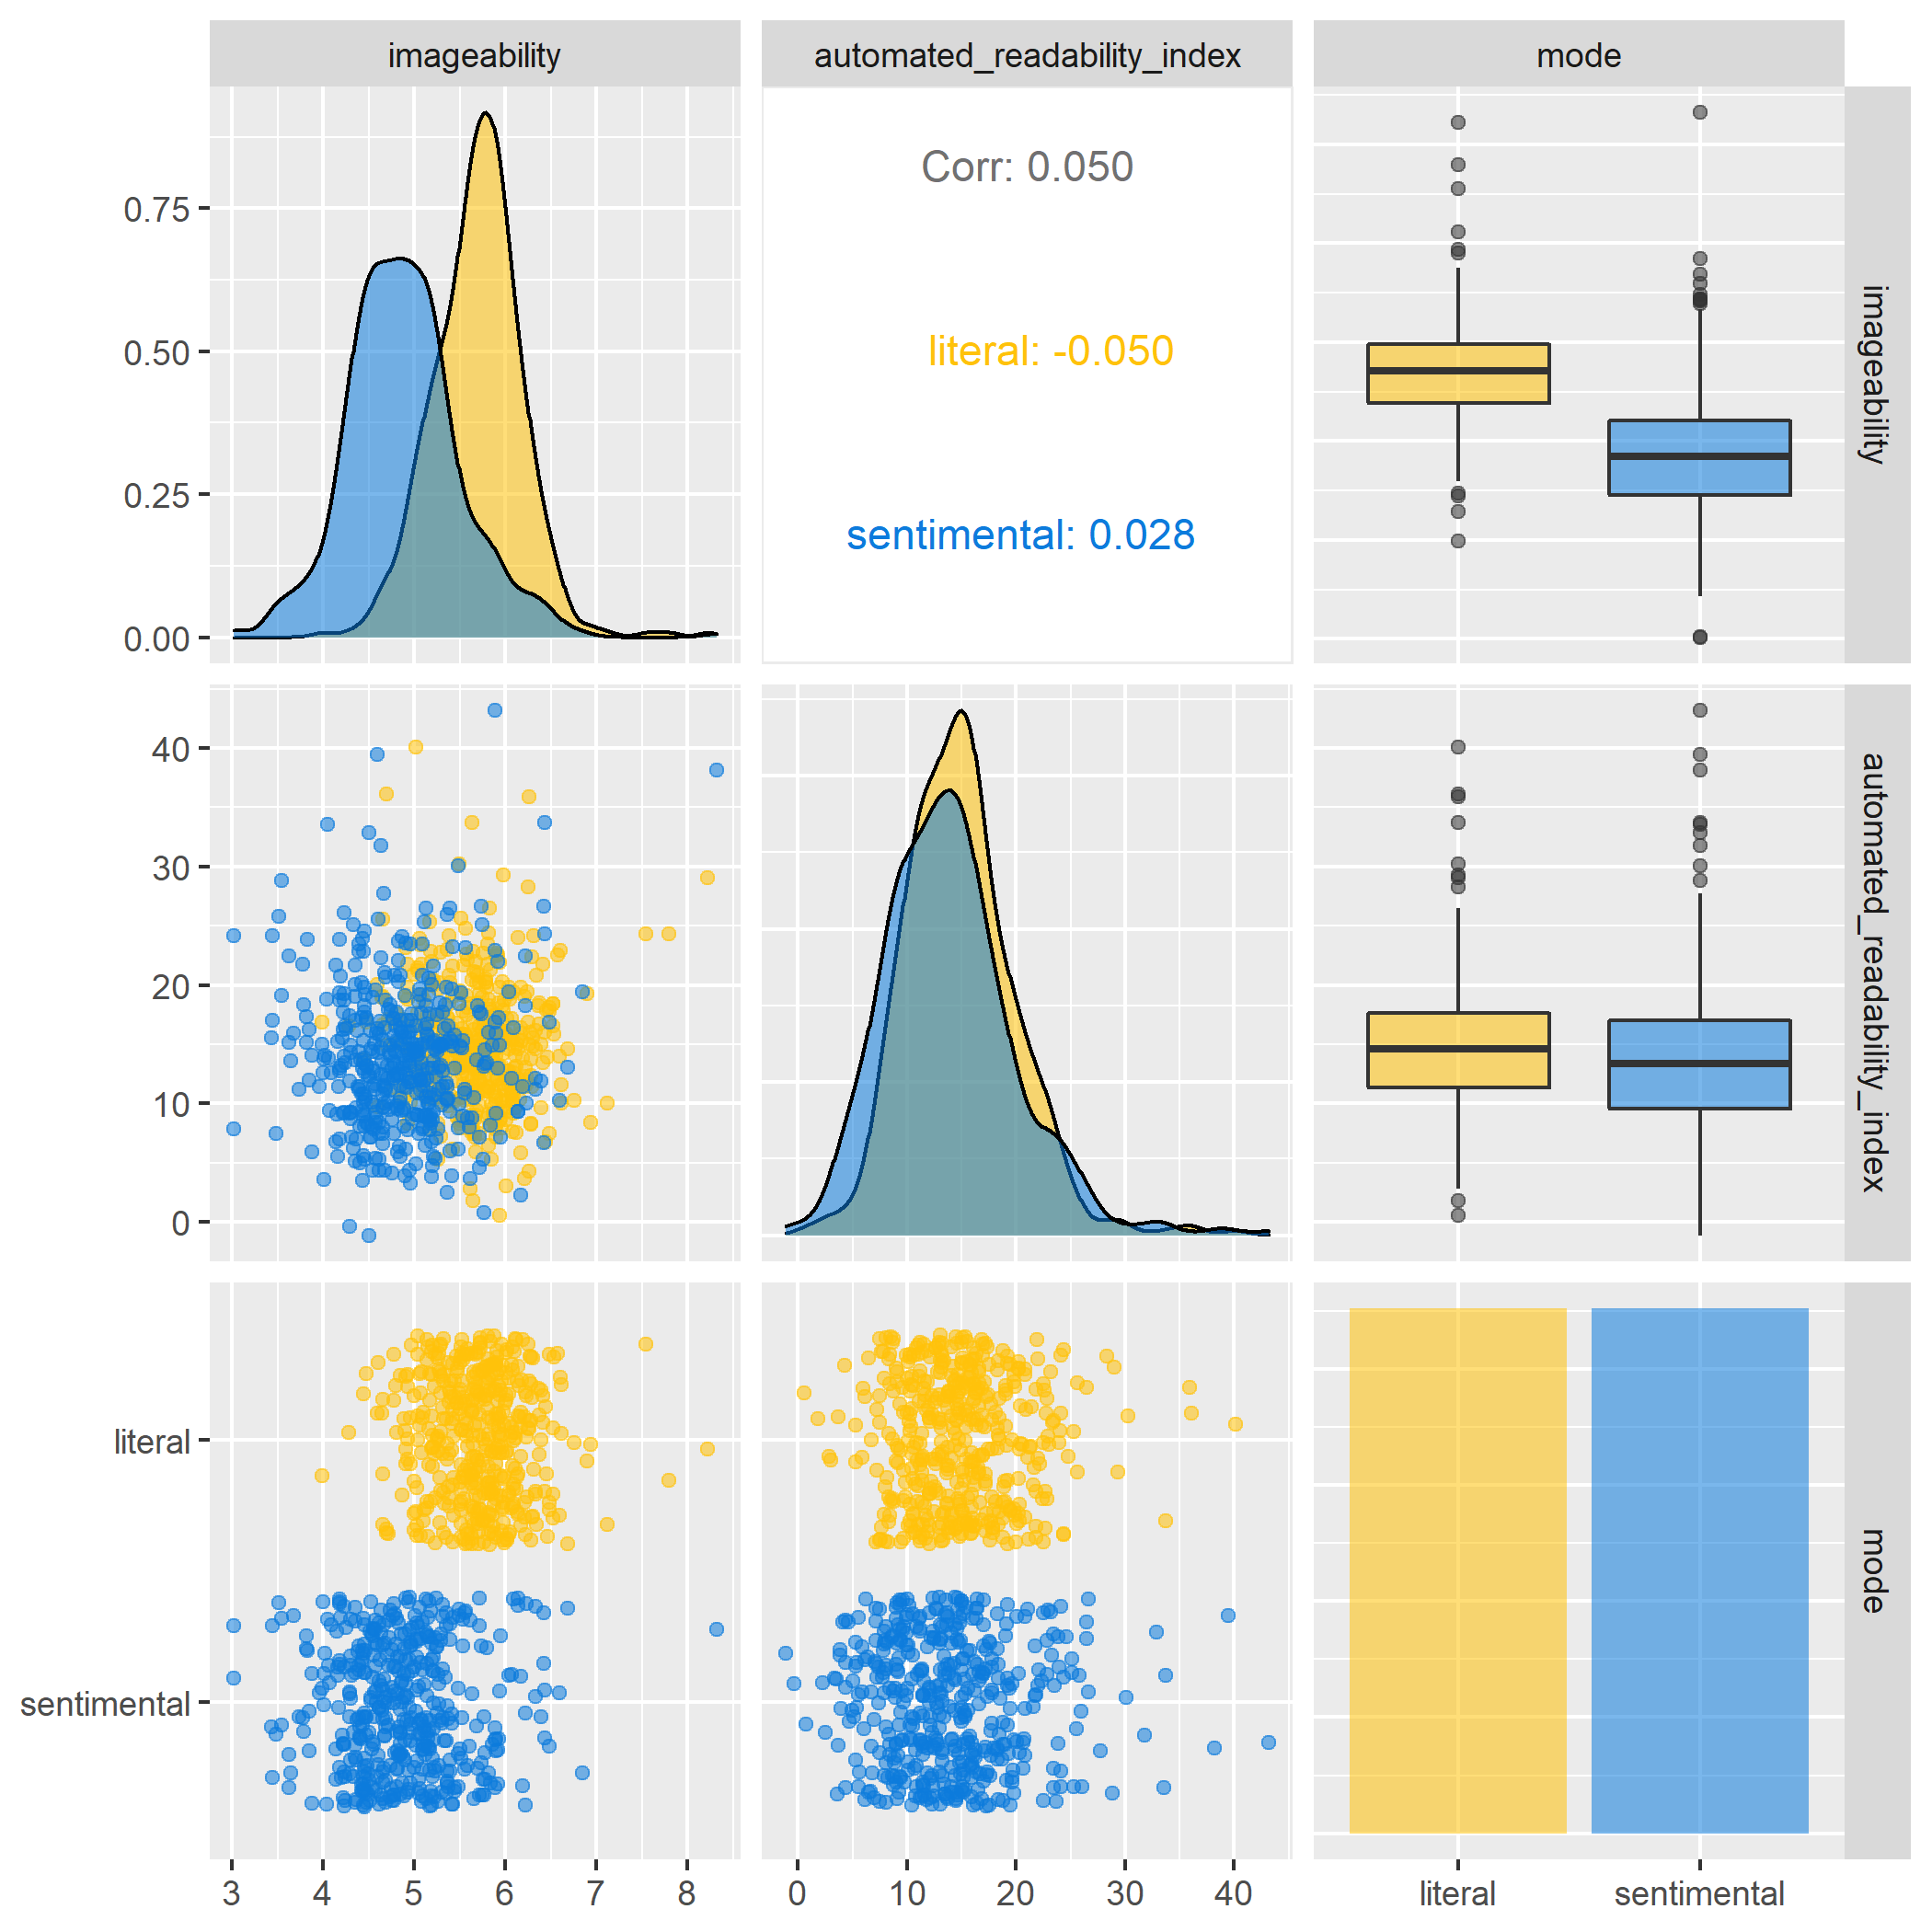 imageability
automated_readability_index
mode
0.75
0.50
0.25
0.00
Corr: 0.050
literal: -0.050
sentimental: 0.028
imageability
40
30
20
10
0
automated_readability_index
literal
sentimental
mode
3 4 5 6 7 8
0 10 20 30 40
literal sentimental